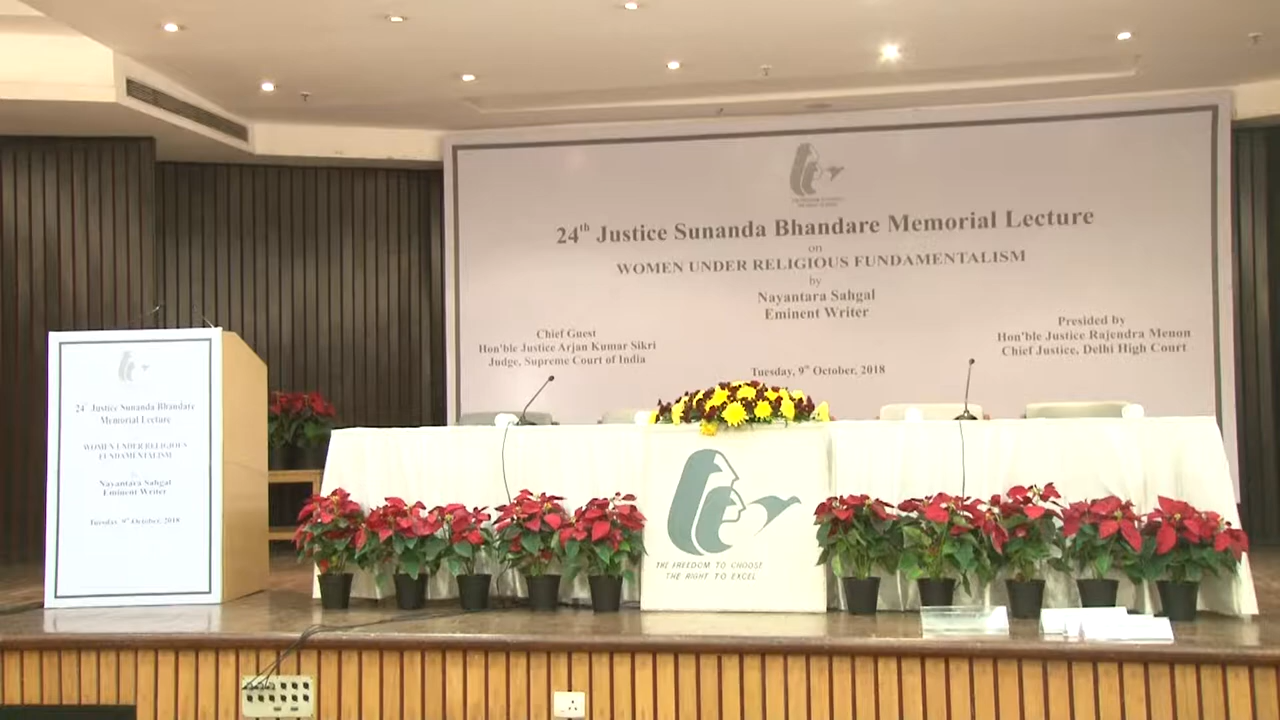 24th Justice Sunanda Bhandare Memorial Lecture
on
WOMEN UNDER RELIGIOUS FUNDAMENTALISM
by
Nayantara Sahgal
Eminent Writer
Chief Guest
Hon'ble Justice Arjan Kumar Sikri
Judge, Supreme Court of India
Presided by
Hon'ble Justice Rajendra Menon
Chief Justice, Delhi High Court
Tuesday, 9th October, 2018
24th Justice Sunanda Bhandare
Memorial Lecture
WOMEN UNDER RELIGIOUS
FUNDAMENTALISM
Nayantara Sahgal
Eminent Writer
Tuesday, 9th October, 2018
THE FREEDOM TO CHOOSE
THE RIGHT TO EXCEL